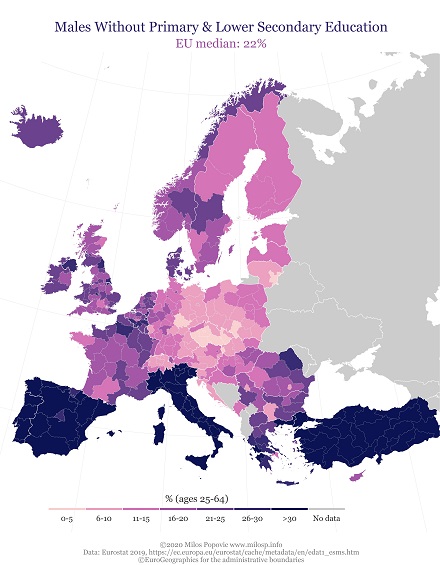 Males Without Primary & Lower Secondary Education
EU median: 22%
% (ages 25-64)
0-5 6-10 11-15 16-20 21-25 26-30 >30 No data
©2020 Milos Popovic www.milosp.info
Data: Eurostat 2019, https://ec.europa.eu/eurostat/cache/metadata/en/edat1_esms.htm
©EuroGeographics for the administrative boundaries